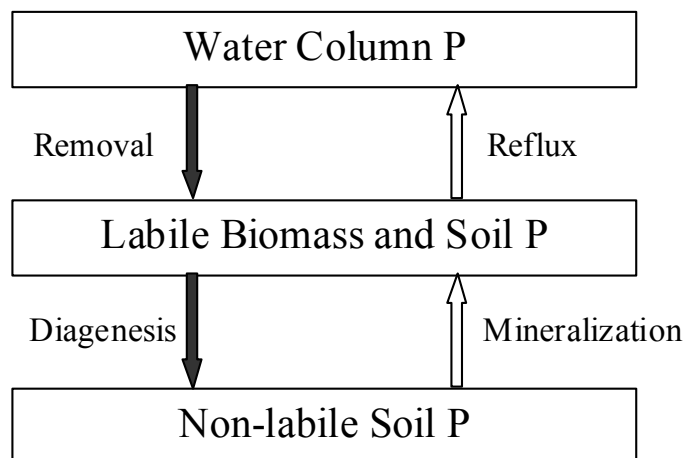 Water Column P
Removal
Reflux
Labile Biomass and Soil P
Diagenesis
Mineralization
Non-labile Soil P